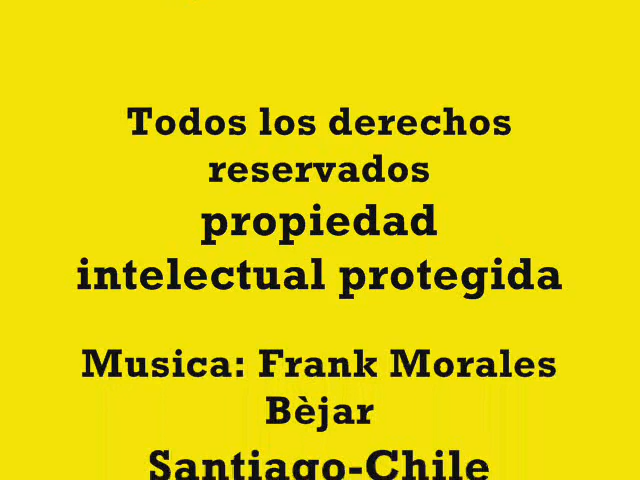 Todos los derechos
reservados
propiedad
intelectual protegida
Musica: Frank Morales
Bèjar
Santiago-Chile